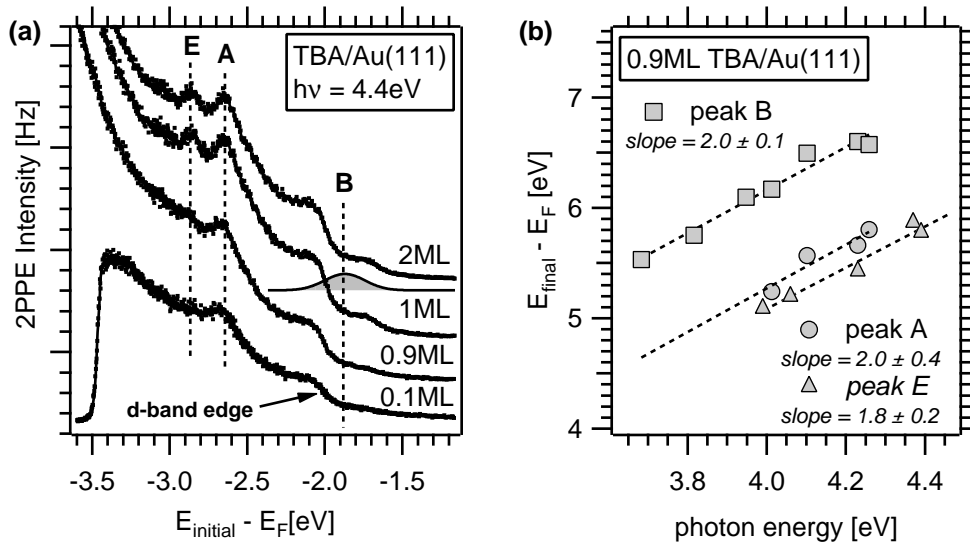 (a)
E
A
TBA/Au(111)
hν = 4.4eV
B
2ML
1ML
0.9ML
0.1ML
d-band edge
2PPE Intensity [Hz]
-3.5
-3.0
-2.5
-2.0
-1.5
E_initial - E_F[eV]
(b)
0.9ML TBA/Au(111)
peak B
slope = 2.0 ± 0.1
peak A
slope = 2.0 ± 0.4
peak E
slope = 1.8 ± 0.2
7
6
5
4
E_final - E_F [eV]
3.8
4.0
4.2
4.4
photon energy [eV]